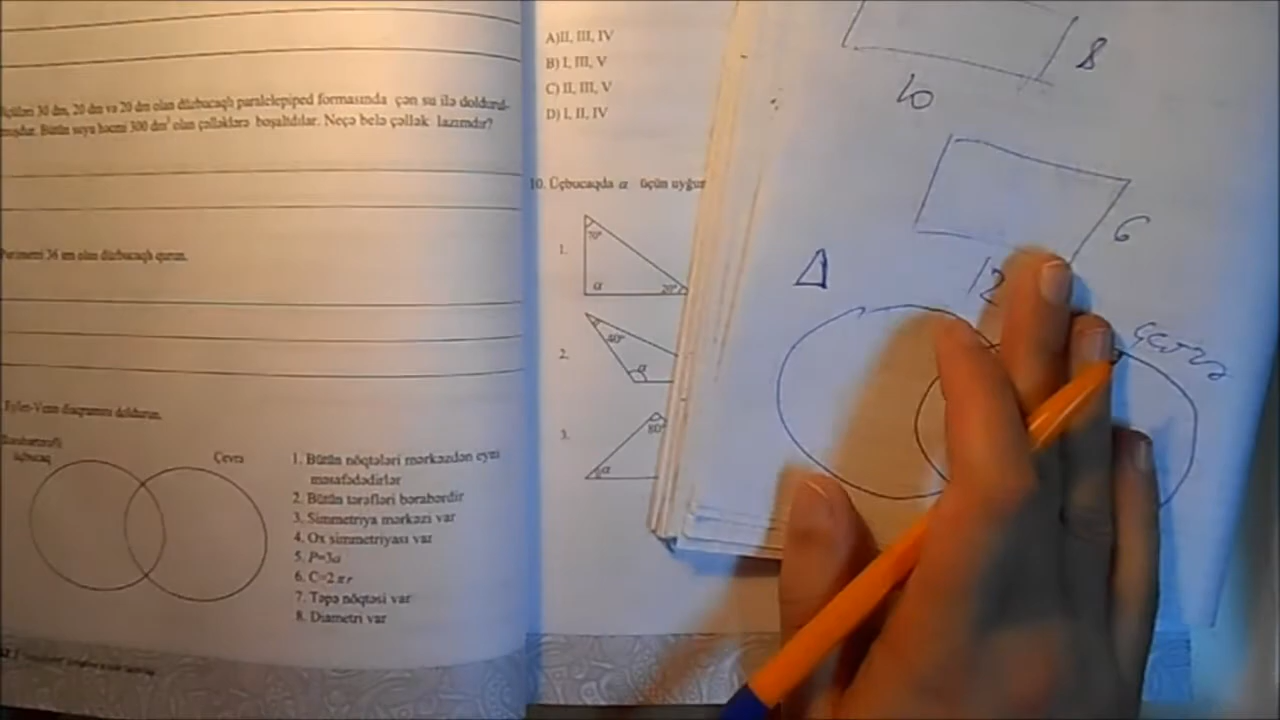 30 dm, 20 dm və 20 dm olan düzbucaqlı paralelepiped formasında çən su ilə doldurul-
muşdur. Bütün suyu həcmi 300 dm³ olan çəlləklərə boşaltdılar. Neçə belə çəllək lazımdır?
Perimetri 36 sm olan düzbucaqlı qurun.
Eyler-Venn diaqramını doldurun.
Bərabərtərəfli
üçbucaq
Çevrə
1. Bütün nöqtələri mərkəzdən eyni
məsafədədirlər
2. Bütün tərəfləri bərabərdir
3. Simmetriya mərkəzi var
4. Ox simmetriyası var
5. P=3a
6. C=2πr
7. Təpə nöqtəsi var
8. Diametri var
A)II, III, IV
B) I, III, V
C) II, III, V
D) I, II, IV
10. Üçbucaqda α üçün uyğun
1.
70°
α
20°
2.
40°
α
3.
80°
α
8
10
6
12
Δ
çevrə